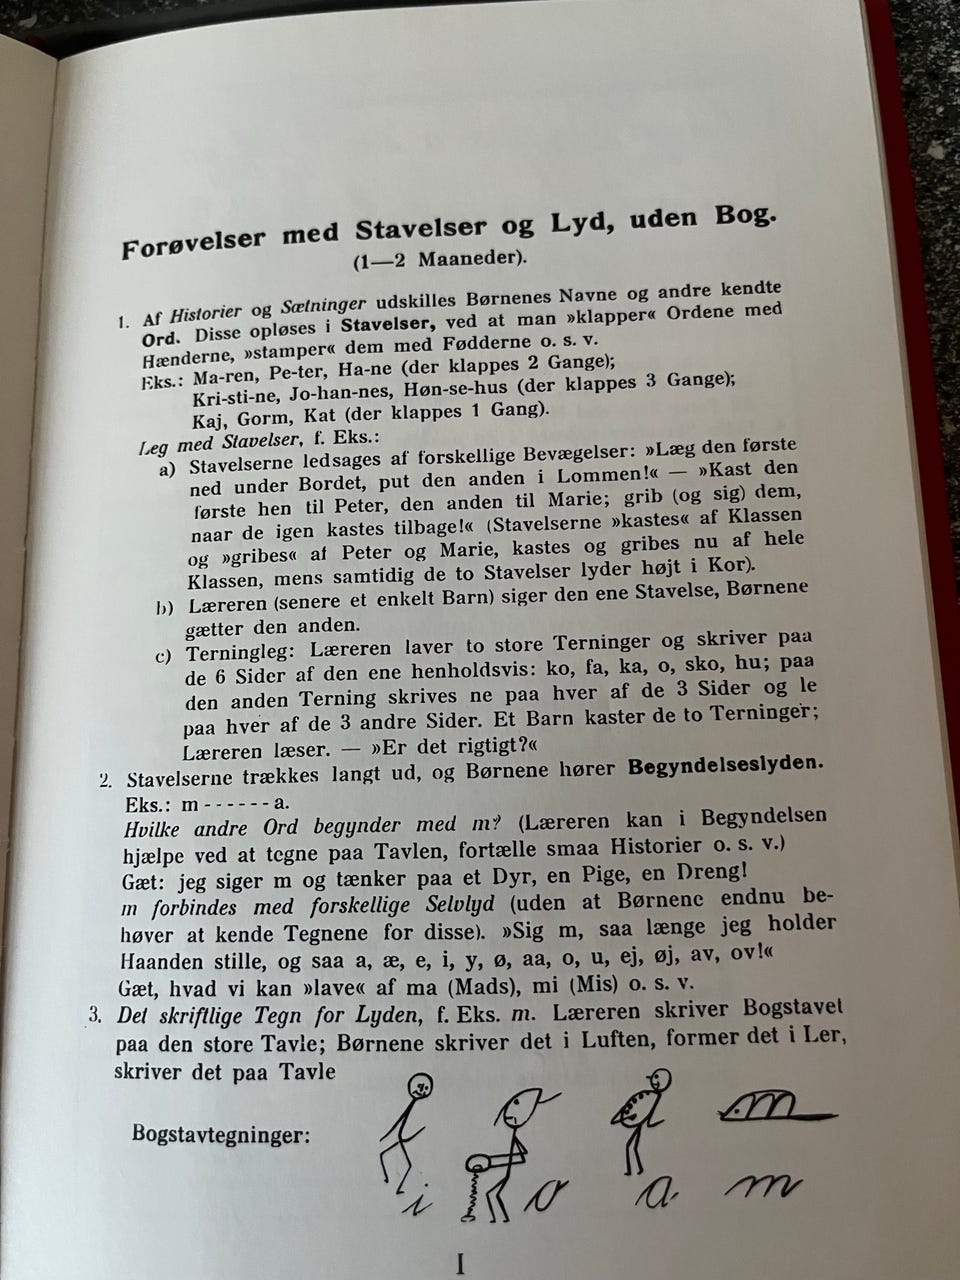 Forøvelser med Stavelser og Lyd, uden Bog.
(1—2 Maaneder).
1. Af Historier og Sætninger udskilles Børnenes Navne og andre kendte
Ord. Disse opløses i Stavelser, ved at man »klapper« Ordene med
Hænderne, »stamper« dem med Fødderne o. s. v.
Eks.: Ma-ren, Pe-ter, Ha-ne (der klappes 2 Gange);
Kri-sti-ne, Jo-han-nes, Høn-se-hus (der klappes 3 Gange);
Kaj, Gorm, Kat (der klappes 1 Gang).
Leg med Stavelser, f. Eks.:
a) Stavelserne ledsages af forskellige Bevægelser: »Læg den første
ned under Bordet, put den anden i Lommen!« — »Kast den
første hen til Peter, den anden til Marie; grib (og sig) dem,
naar de igen kastes tilbage!« (Stavelserne »kastes« af Klassen
og »gribes« af Peter og Marie, kastes og gribes nu af hele
Klassen, mens samtidig de to Stavelser lyder højt i Kor).
b) Læreren (senere et enkelt Barn) siger den ene Stavelse, Børnene
gætter den anden.
c) Terningleg: Læreren laver to store Terninger og skriver paa
de 6 Sider af den ene henholdsvis: ko, fa, ka, o, sko, hu; paa
den anden Terning skrives ne paa hver af de 3 Sider og le
paa hver af de 3 andre Sider. Et Barn kaster de to Terninger;
Læreren læser. — »Er det rigtigt?«
2. Stavelserne trækkes langt ud, og Børnene hører Begyndelseslyden.
Eks.: m - - - - - - a.
Hvilke andre Ord begynder med m? (Læreren kan i Begyndelsen
hjælpe ved at tegne paa Tavlen, fortælle smaa Historier o. s. v.)
Gæt: jeg siger m og tænker paa et Dyr, en Pige, en Dreng!
m forbindes med forskellige Selvlyd (uden at Børnene endnu be-
høver at kende Tegnene for disse). »Sig m, saa længe jeg holder
Haanden stille, og saa a, æ, e, i, y, ø, aa, o, u, ej, øj, av, ov!«
Gæt, hvad vi kan »lave« af ma (Mads), mi (Mis) o. s. v.
3. Det skriftlige Tegn for Lyden, f. Eks. m. Læreren skriver Bogstavet
paa den store Tavle; Børnene skriver det i Luften, former det i Ler,
skriver det paa Tavle
Bogstavtegninger:
i o a m
I